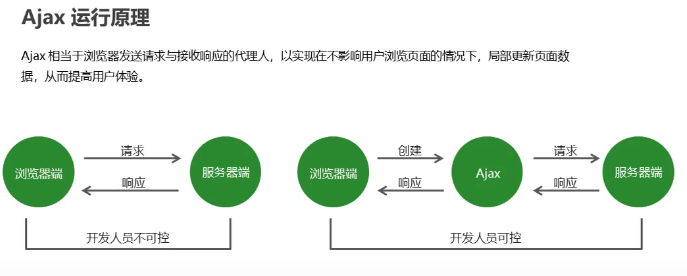 Ajax 运行原理
Ajax 相当于浏览器发送请求与接收响应的代理人，以实现在不影响用户浏览页面的情况下，局部更新页面数
据，从而提高用户体验。
浏览器端
请求
响应
服务器端
开发人员不可控
浏览器端
创建
响应
Ajax
请求
响应
服务器端
开发人员可控